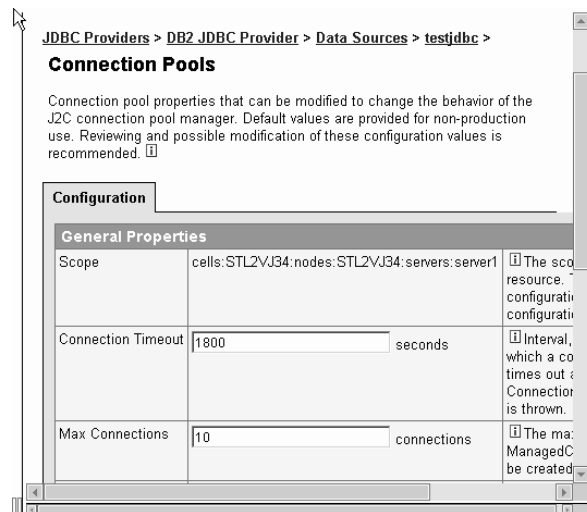 JDBC Providers > DB2 JDBC Provider > Data Sources > testjdbc >
Connection Pools
Connection pool properties that can be modified to change the behavior of the
J2C connection pool manager. Default values are provided for non-production
use. Reviewing and possible modification of these configuration values is
recommended. i
Configuration
General Properties
Scope
cells:STL2VJ34:nodes:STL2VJ34:servers:server1
i The sco
resource. T
configurati
configurati
Connection Timeout
1800 seconds
i Interval,
which a co
times out a
Connection
is thrown.
Max Connections
10 connections
i The max
ManagedC
be created